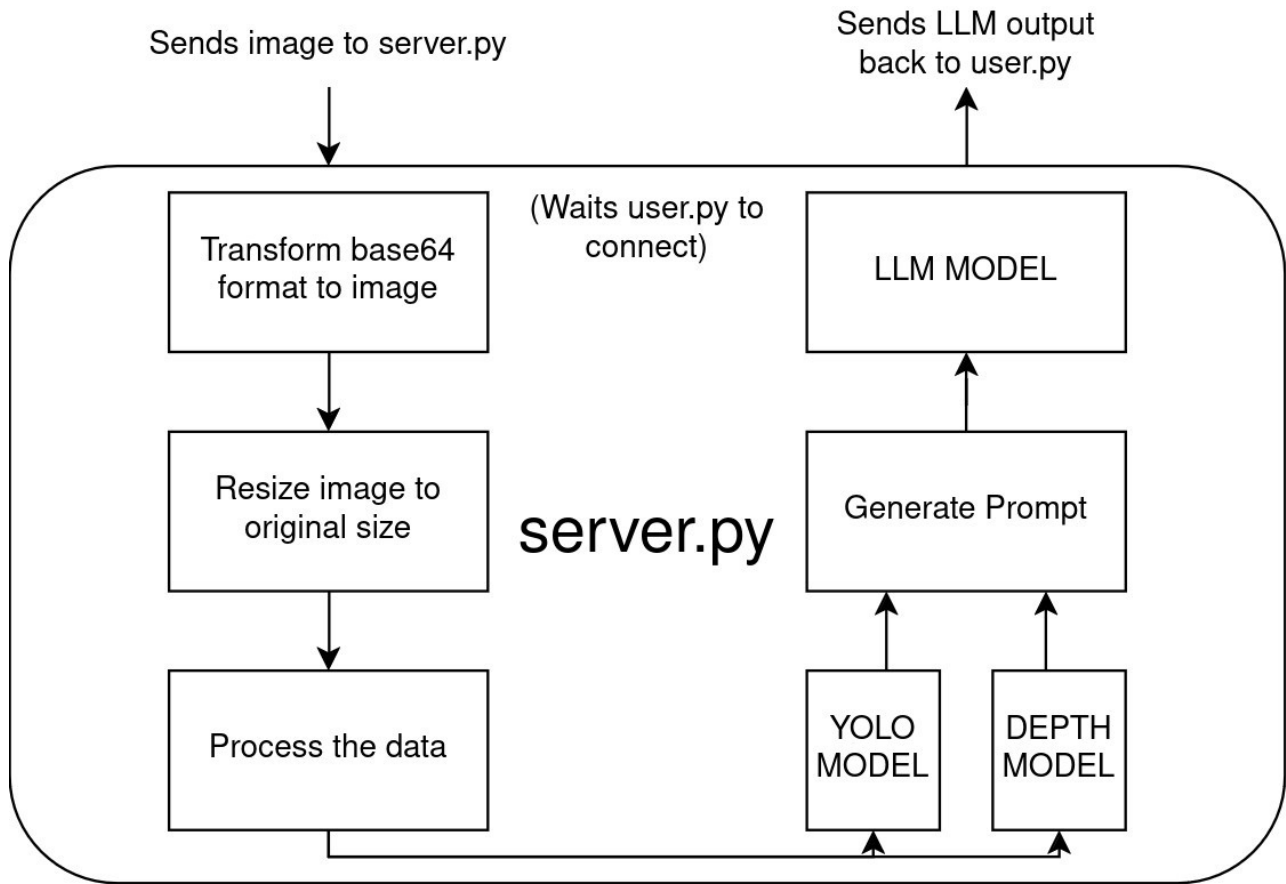 Sends image to server.py
Sends LLM output
back to user.py
(Waits user.py to
connect)
Transform base64
format to image
LLM MODEL
Resize image to
original size
server.py
Generate Prompt
Process the data
YOLO
MODEL
DEPTH
MODEL